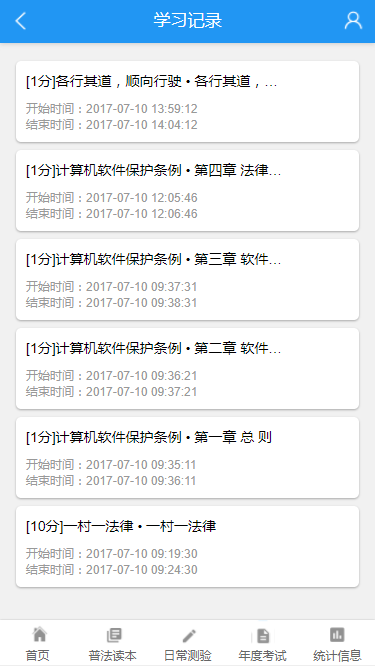 学习记录
[1分]各行其道，顺向行驶 • 各行其道，...
开始时间：2017-07-10 13:59:12
结束时间：2017-07-10 14:04:12
[1分]计算机软件保护条例 • 第四章 法律...
开始时间：2017-07-10 12:05:46
结束时间：2017-07-10 12:06:46
[1分]计算机软件保护条例 • 第三章 软件...
开始时间：2017-07-10 09:37:31
结束时间：2017-07-10 09:38:31
[1分]计算机软件保护条例 • 第二章 软件...
开始时间：2017-07-10 09:36:21
结束时间：2017-07-10 09:37:21
[1分]计算机软件保护条例 • 第一章 总 则
开始时间：2017-07-10 09:35:11
结束时间：2017-07-10 09:36:11
[10分]一村一法律 • 一村一法律
开始时间：2017-07-10 09:19:30
结束时间：2017-07-10 09:24:30
首页 普法读本 日常测验 年度考试 统计信息